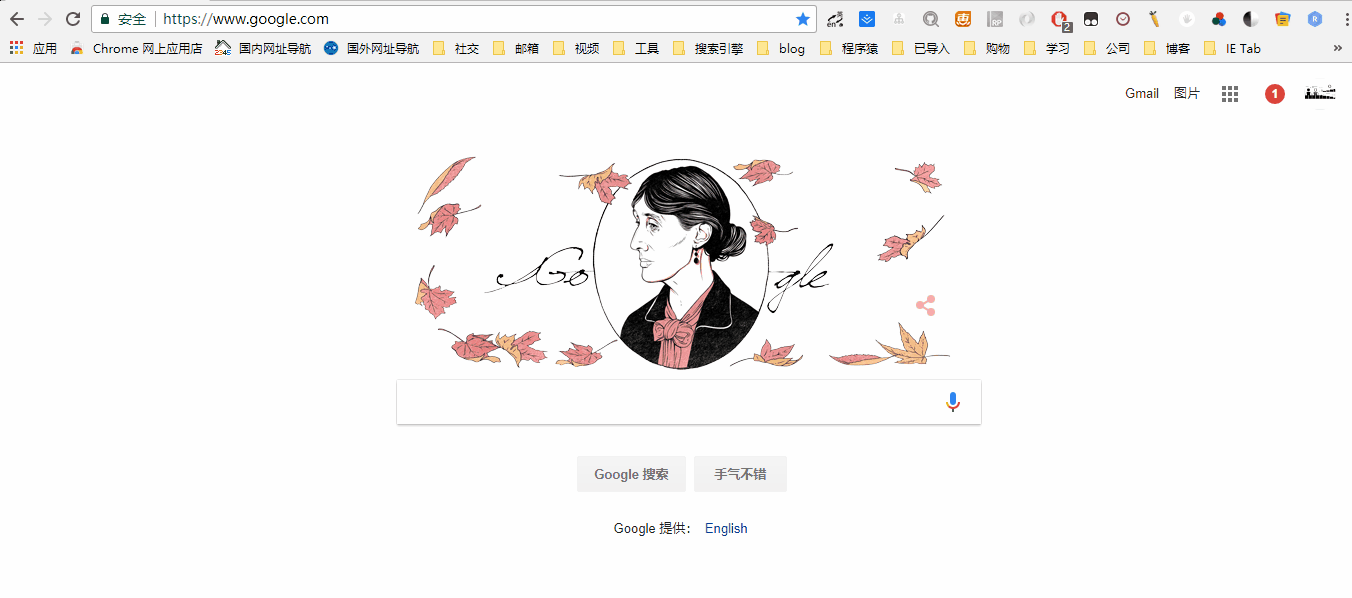 安全 https://www.google.com
en
2
应用 Chrome 网上应用店 2345 国内网址导航 国外网址导航 社交 邮箱 视频 工具 搜索引擎 blog 程序猿 已导入 购物 学习 公司 博客 IE Tab »
Gmail 图片 1
Google
Google 搜索 手气不错
Google 提供： English